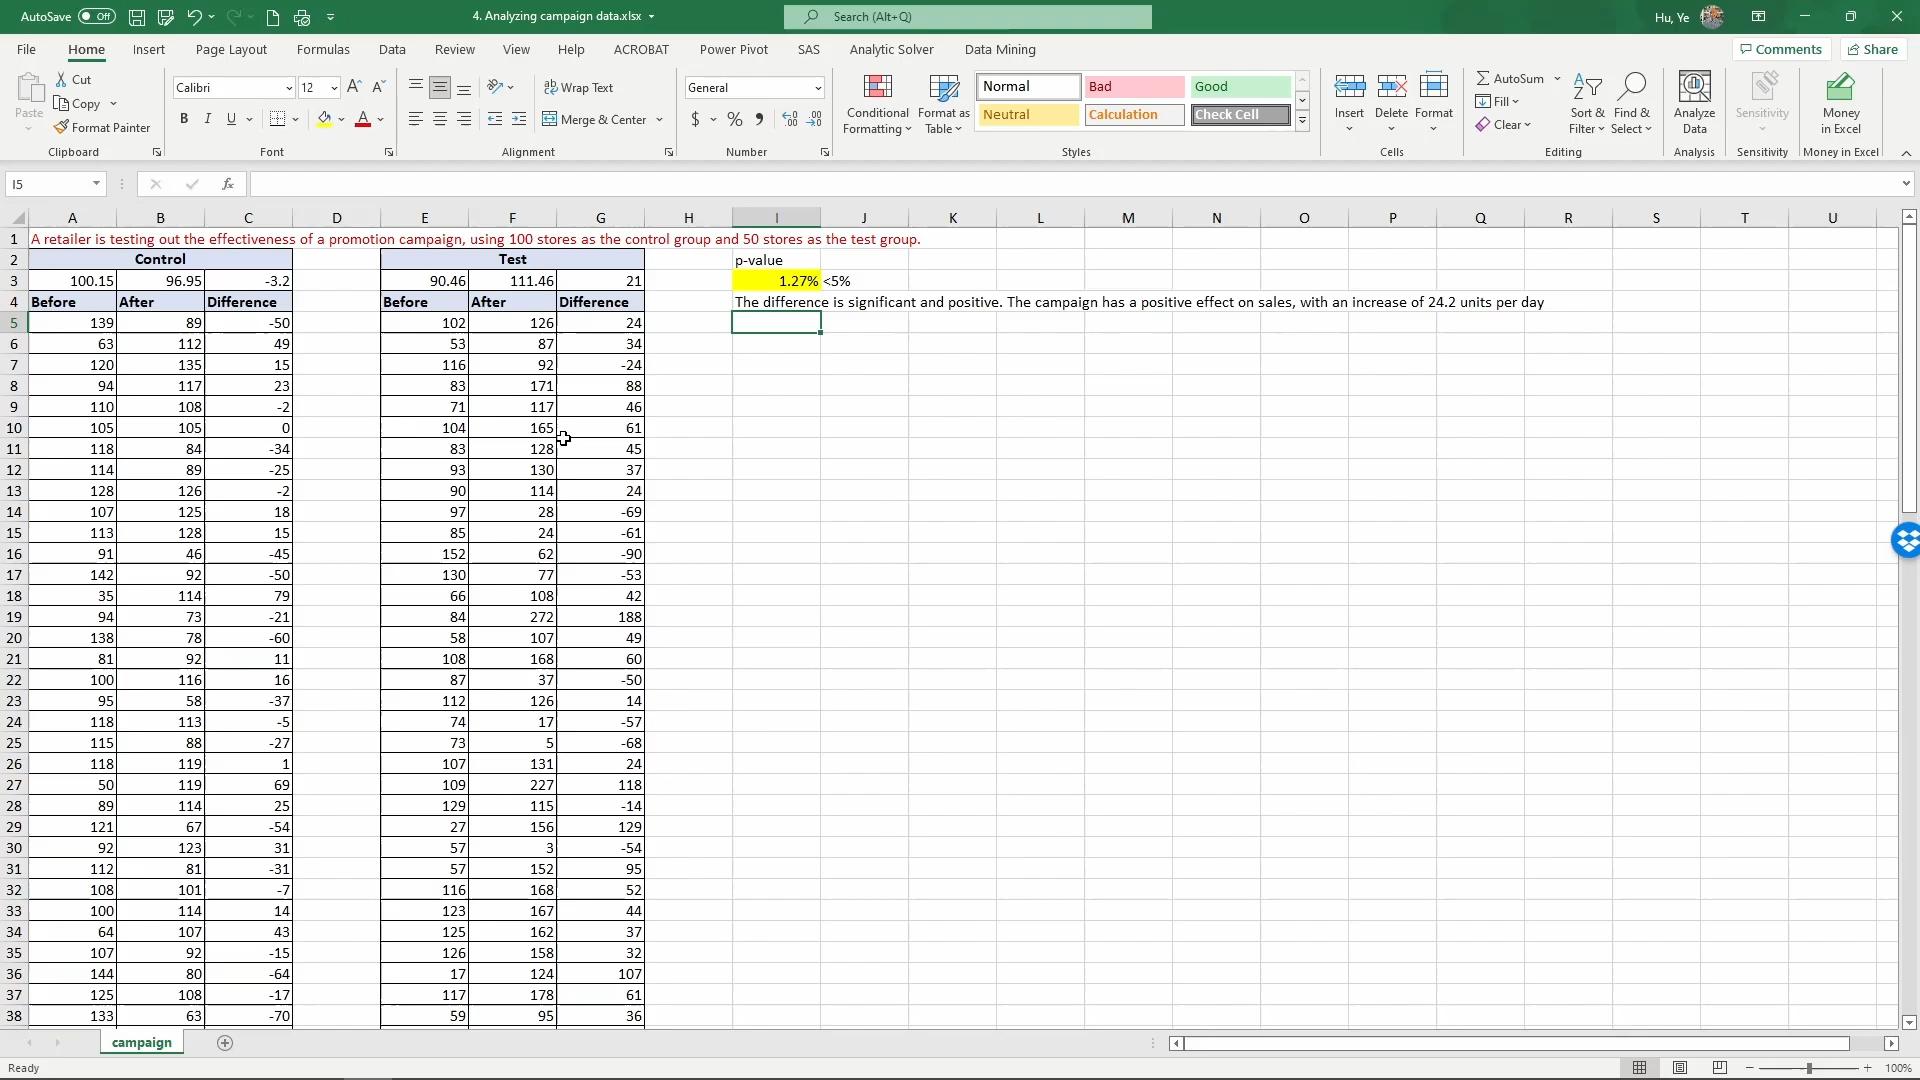 AutoSave Off 4. Analyzing campaign data.xlsx Search (Alt+Q) Hu, Ye
File Home Insert Page Layout Formulas Data Review View Help ACROBAT Power Pivot SAS Analytic Solver Data Mining Comments Share
Paste
Cut
Copy
Format Painter
Clipboard
Calibri 12
B I U
Font
Wrap Text
Merge & Center
Alignment
General
$ % 9
Number
Conditional Formatting
Format as Table
Normal Bad Good
Neutral Calculation Check Cell
Styles
Insert Delete Format
Cells
AutoSum
Fill
Clear
Sort & Filter
Find & Select
Editing
Analyze Data
Analysis
Sensitivity
Sensitivity
Money in Excel
Money in Excel
I5 fx
A B C D E F G H I J K L M N O P Q R S T U
1 A retailer is testing out the effectiveness of a promotion campaign, using 100 stores as the control group and 50 stores as the test group.
2 Control Test p-value
3 100.15 96.95 -3.2 90.46 111.46 21 1.27% <5%
4 Before After Difference Before After Difference The difference is significant and positive. The campaign has a positive effect on sales, with an increase of 24.2 units per day
5 139 89 -50 102 126 24
6 63 112 49 53 87 34
7 120 135 15 116 92 -24
8 94 117 23 83 171 88
9 110 108 -2 71 117 46
10 105 105 0 104 165 61
11 118 84 -34 83 128 45
12 114 89 -25 93 130 37
13 128 126 -2 90 114 24
14 107 125 18 97 28 -69
15 113 128 15 85 24 -61
16 91 46 -45 152 62 -90
17 142 92 -50 130 77 -53
18 35 114 79 66 108 42
19 94 73 -21 84 272 188
20 138 78 -60 58 107 49
21 81 92 11 108 168 60
22 100 116 16 87 37 -50
23 95 58 -37 112 126 14
24 118 113 -5 74 17 -57
25 115 88 -27 73 5 -68
26 118 119 1 107 131 24
27 50 119 69 109 227 118
28 89 114 25 129 115 -14
29 121 67 -54 27 156 129
30 92 123 31 57 3 -54
31 112 81 -31 57 152 95
32 108 101 -7 116 168 52
33 100 114 14 123 167 44
34 64 107 43 125 162 37
35 107 92 -15 126 158 32
36 144 80 -64 17 124 107
37 125 108 -17 117 178 61
38 133 63 -70 59 95 36
campaign
Ready 100%